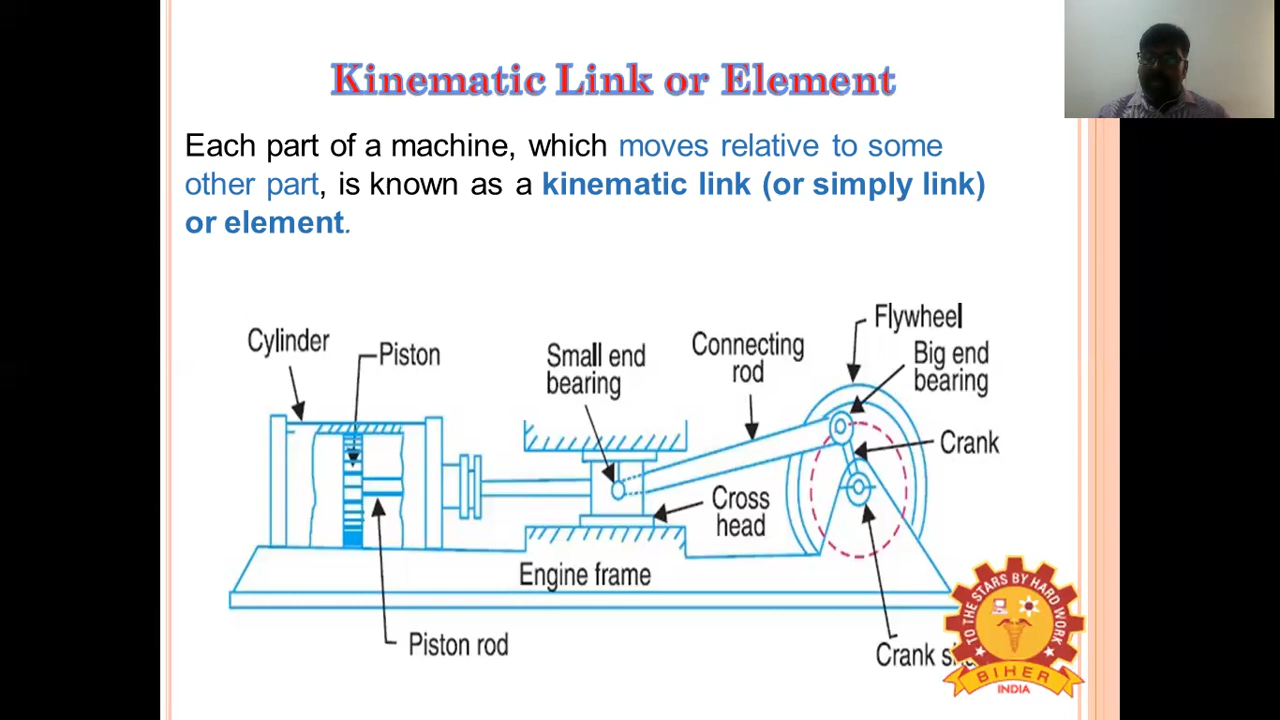 Kinematic Link or Element
Each part of a machine, which moves relative to some
other part, is known as a kinematic link (or simply link)
or element.
Flywheel
Cylinder
Piston
Small end
bearing
Connecting
rod
Big end
bearing
Crank
Cross
head
Engine frame
Piston rod
Crank
TO THE STARS BY HARD WORK
BIHER
INDIA